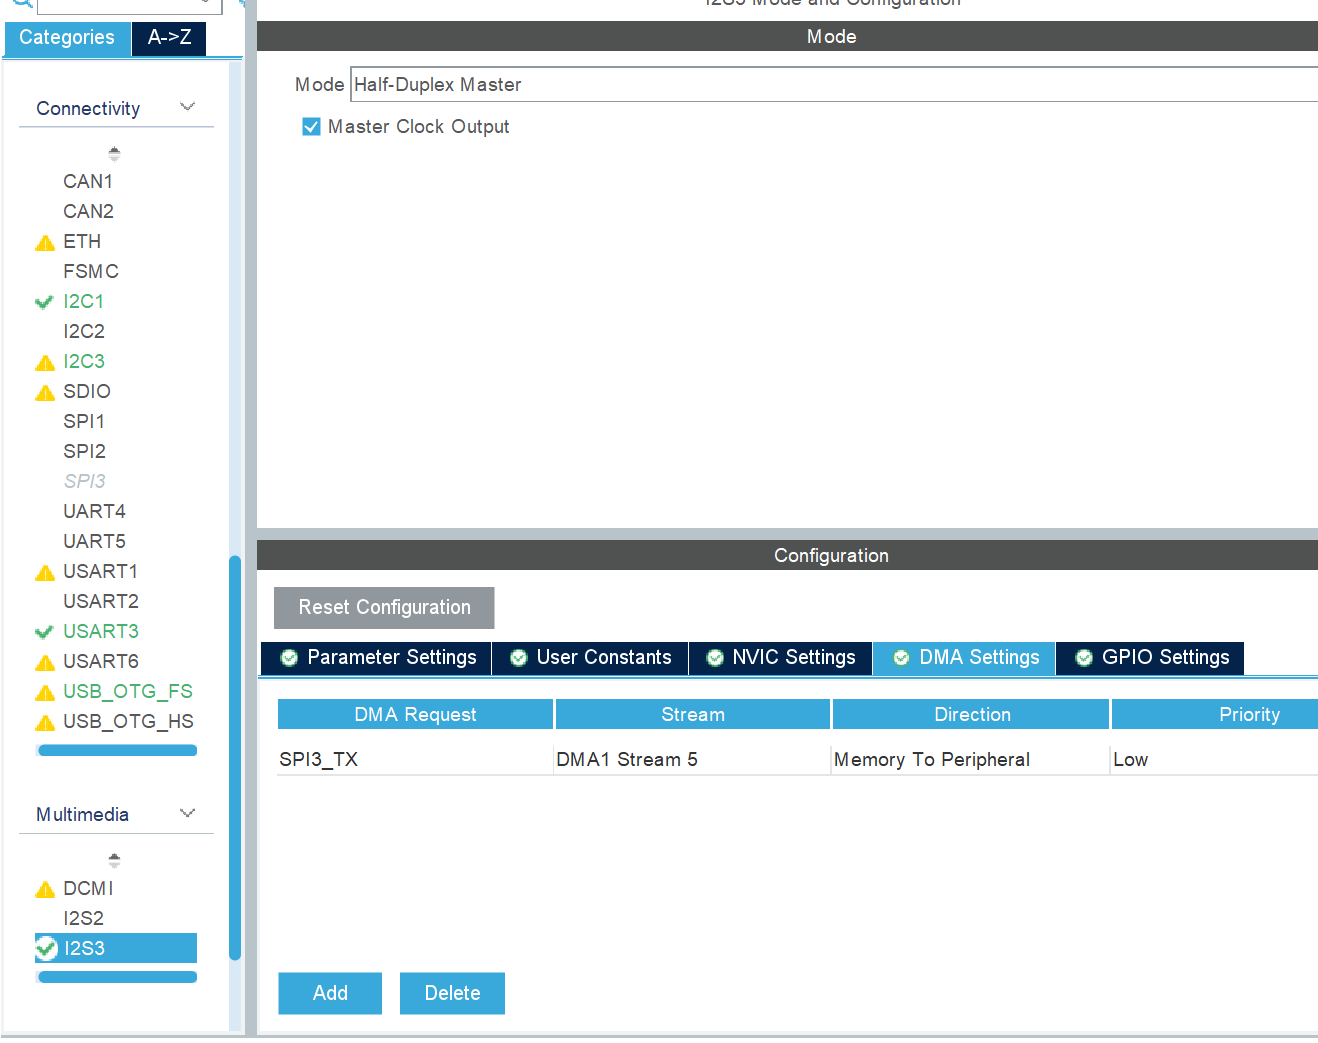 I2S3 Mode and Configuration
Categories
A->Z
Connectivity
CAN1
CAN2
ETH
FSMC
I2C1
I2C2
I2C3
SDIO
SPI1
SPI2
SPI3
UART4
UART5
USART1
USART2
USART3
USART6
USB_OTG_FS
USB_OTG_HS
Multimedia
DCMI
I2S2
I2S3
Mode
Mode Half-Duplex Master
Master Clock Output
Configuration
Reset Configuration
Parameter Settings
User Constants
NVIC Settings
DMA Settings
GPIO Settings
DMA Request Stream Direction Priority
SPI3_TX DMA1 Stream 5 Memory To Peripheral Low
Add
Delete